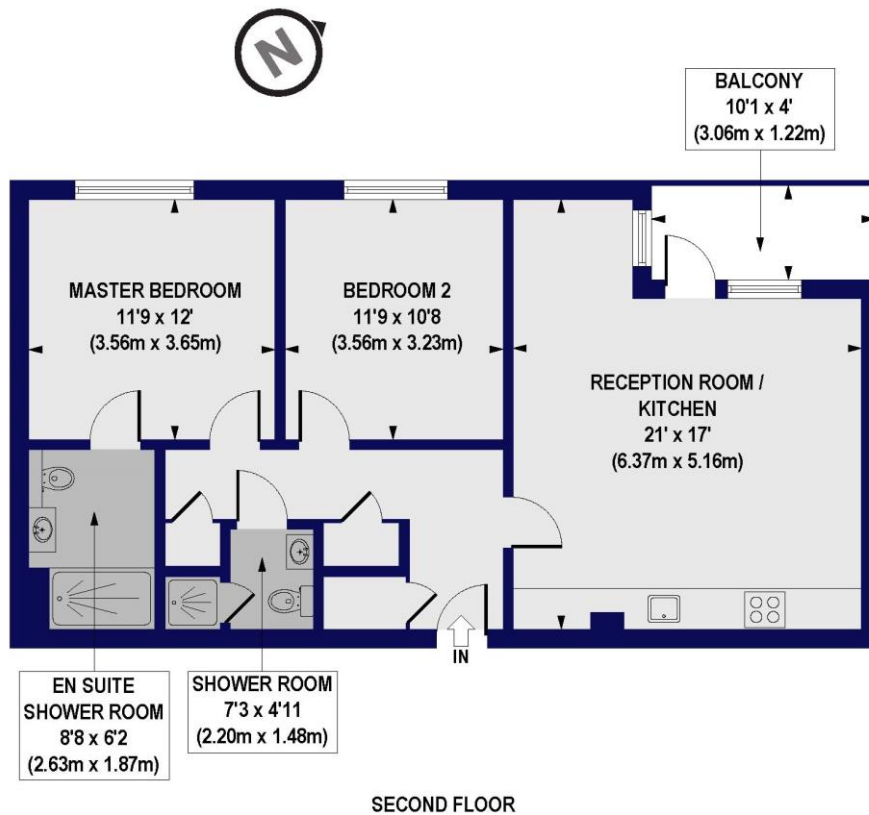 N
BALCONY
10'1 x 4'
(3.06m x 1.22m)
MASTER BEDROOM
11'9 x 12'
(3.56m x 3.65m)
BEDROOM 2
11'9 x 10'8
(3.56m x 3.23m)
RECEPTION ROOM /
KITCHEN
21' x 17'
(6.37m x 5.16m)
IN
EN SUITE
SHOWER ROOM
8'8 x 6'2
(2.63m x 1.87m)
SHOWER ROOM
7'3 x 4'11
(2.20m x 1.48m)
SECOND FLOOR